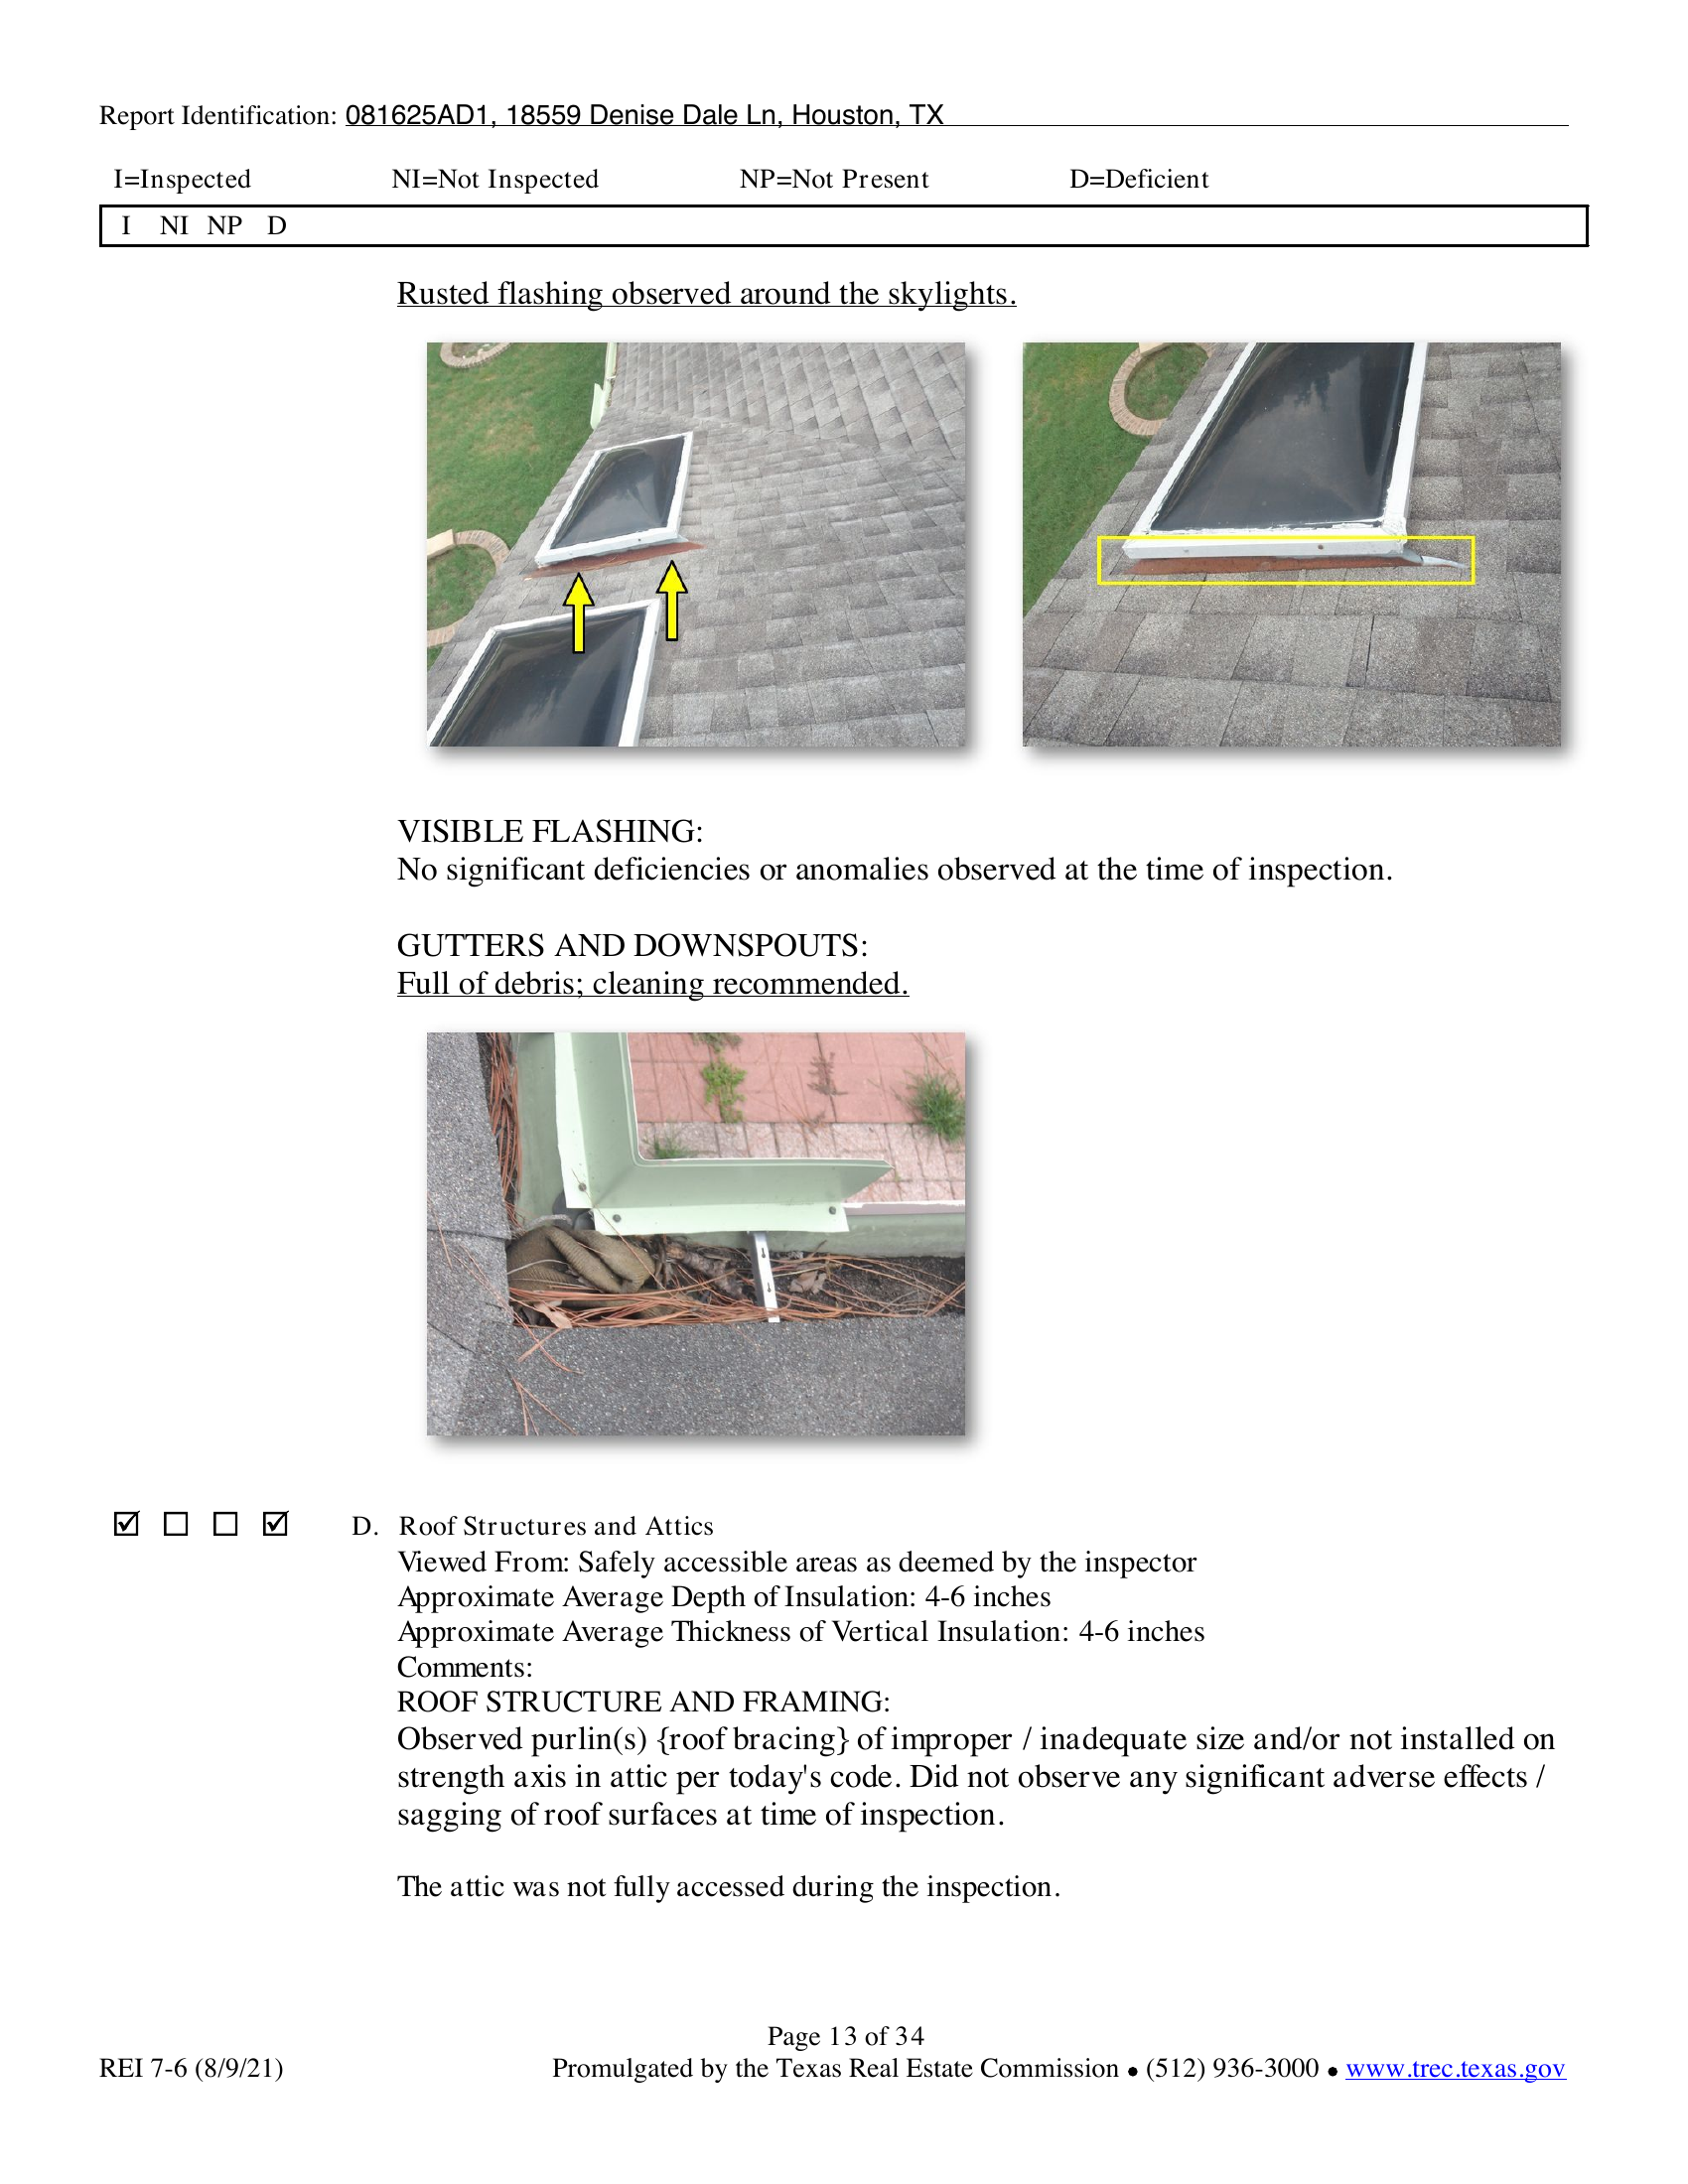 Report Identification: 081625AD1, 18559 Denise Dale Ln, Houston, TX
I=Inspected NI=Not Inspected NP=Not Present D=Deficient
I NI NP D
Rusted flashing observed around the skylights.
VISIBLE FLASHING:
No significant deficiencies or anomalies observed at the time of inspection.
GUTTERS AND DOWNSPOUTS:
Full of debris; cleaning recommended.
D. Roof Structures and Attics
Viewed From: Safely accessible areas as deemed by the inspector
Approximate Average Depth of Insulation: 4-6 inches
Approximate Average Thickness of Vertical Insulation: 4-6 inches
Comments:
ROOF STRUCTURE AND FRAMING:
Observed purlin(s) {roof bracing} of improper / inadequate size and/or not installed on
strength axis in attic per today's code. Did not observe any significant adverse effects /
sagging of roof surfaces at time of inspection.
The attic was not fully accessed during the inspection.
Page 13 of 34
REI 7-6 (8/9/21) Promulgated by the Texas Real Estate Commission • (512) 936-3000 • www.trec.texas.gov